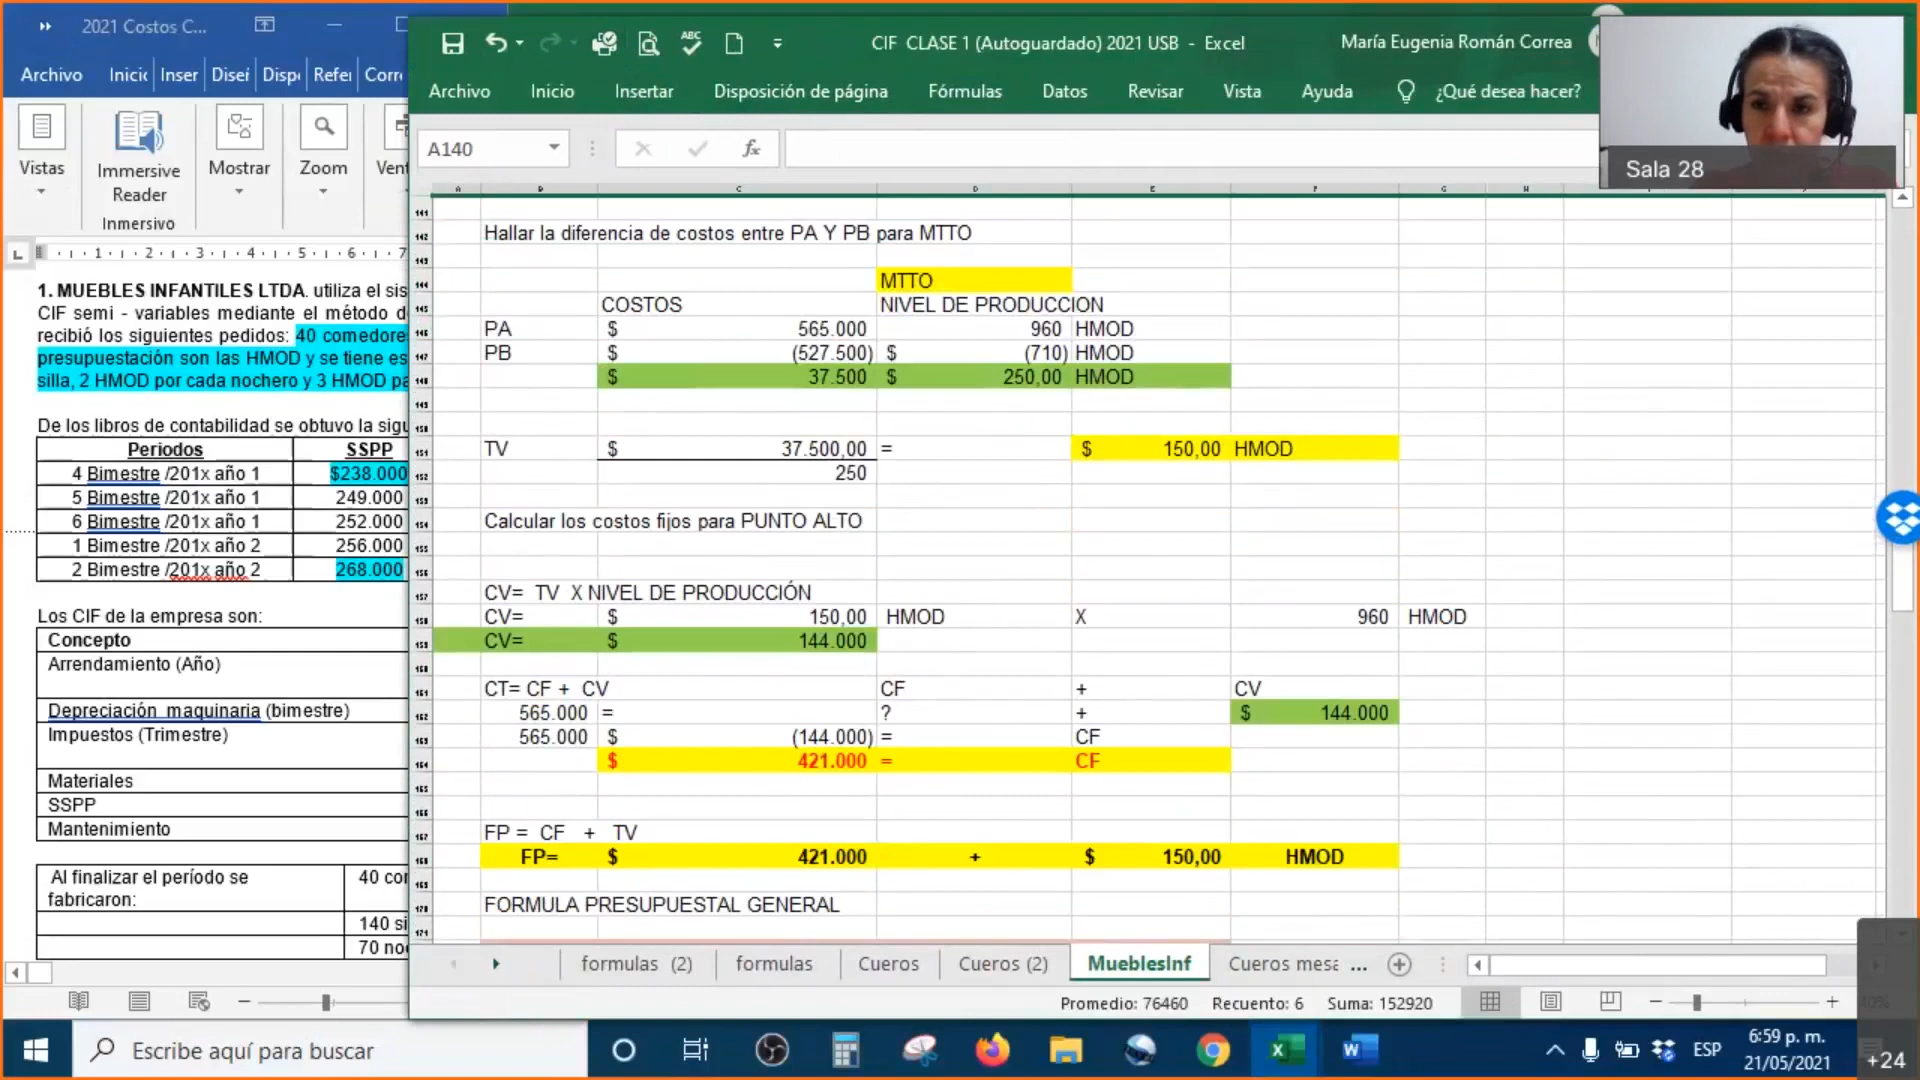 2021 Costos C...
Archivo
Inicio
Inser
Diseí
Disp
Refer
Corr
Vistas
Immersive Reader
Mostrar
Zoom
Vent
Inmersivo
1. MUEBLES INFANTILES LTDA. utiliza el sis
CIF semi - variables mediante el método d
recibió los siguientes pedidos: 40 comedore
presupuestación son las HMOD y se tiene es
silla, 2 HMOD por cada nochero y 3 HMOD pa
De los libros de contabilidad se obtuvo la sigu
Periodos SSPP
4 Bimestre /201x año 1 $238.000
5 Bimestre /201x año 1 249.000
6 Bimestre /201x año 1 252.000
1 Bimestre /201x año 2 256.000
2 Bimestre /201x año 2 268.000
Los CIF de la empresa son:
Concepto
Arrendamiento (Año)
Depreciación maquinaria (bimestre)
Impuestos (Trimestre)
Materiales
SSPP
Mantenimiento
Al finalizar el período se 40 cor
fabricaron:
140 si
70 noc
CIF CLASE 1 (Autoguardado) 2021 USB - Excel
María Eugenia Román Correa
Archivo Inicio Insertar Disposición de página Fórmulas Datos Revisar Vista Ayuda ¿Qué desea hacer?
A140
fx
Sala 28
A B C D E F G H
Hallar la diferencia de costos entre PA Y PB para MTTO
MTTO
COSTOS NIVEL DE PRODUCCION
PA $ 565.000 960 HMOD
PB $ (527.500) $ (710) HMOD
$ 37.500 $ 250,00 HMOD
TV $ 37.500,00 = $ 150,00 HMOD
250
Calcular los costos fijos para PUNTO ALTO
CV= TV X NIVEL DE PRODUCCIÓN
CV= $ 150,00 HMOD X 960 HMOD
CV= $ 144.000
CT= CF + CV CF + CV
565.000 = ? + $ 144.000
565.000 $ (144.000) = CF
$ 421.000 = CF
FP = CF + TV
FP= $ 421.000 + $ 150,00 HMOD
FORMULA PRESUPUESTAL GENERAL
formulas (2) formulas Cueros Cueros (2) MueblesInf Cueros mesa ...
Promedio: 76460 Recuento: 6 Suma: 152920
Escribe aquí para buscar
ESP
6:59 p. m.
21/05/2021
+24